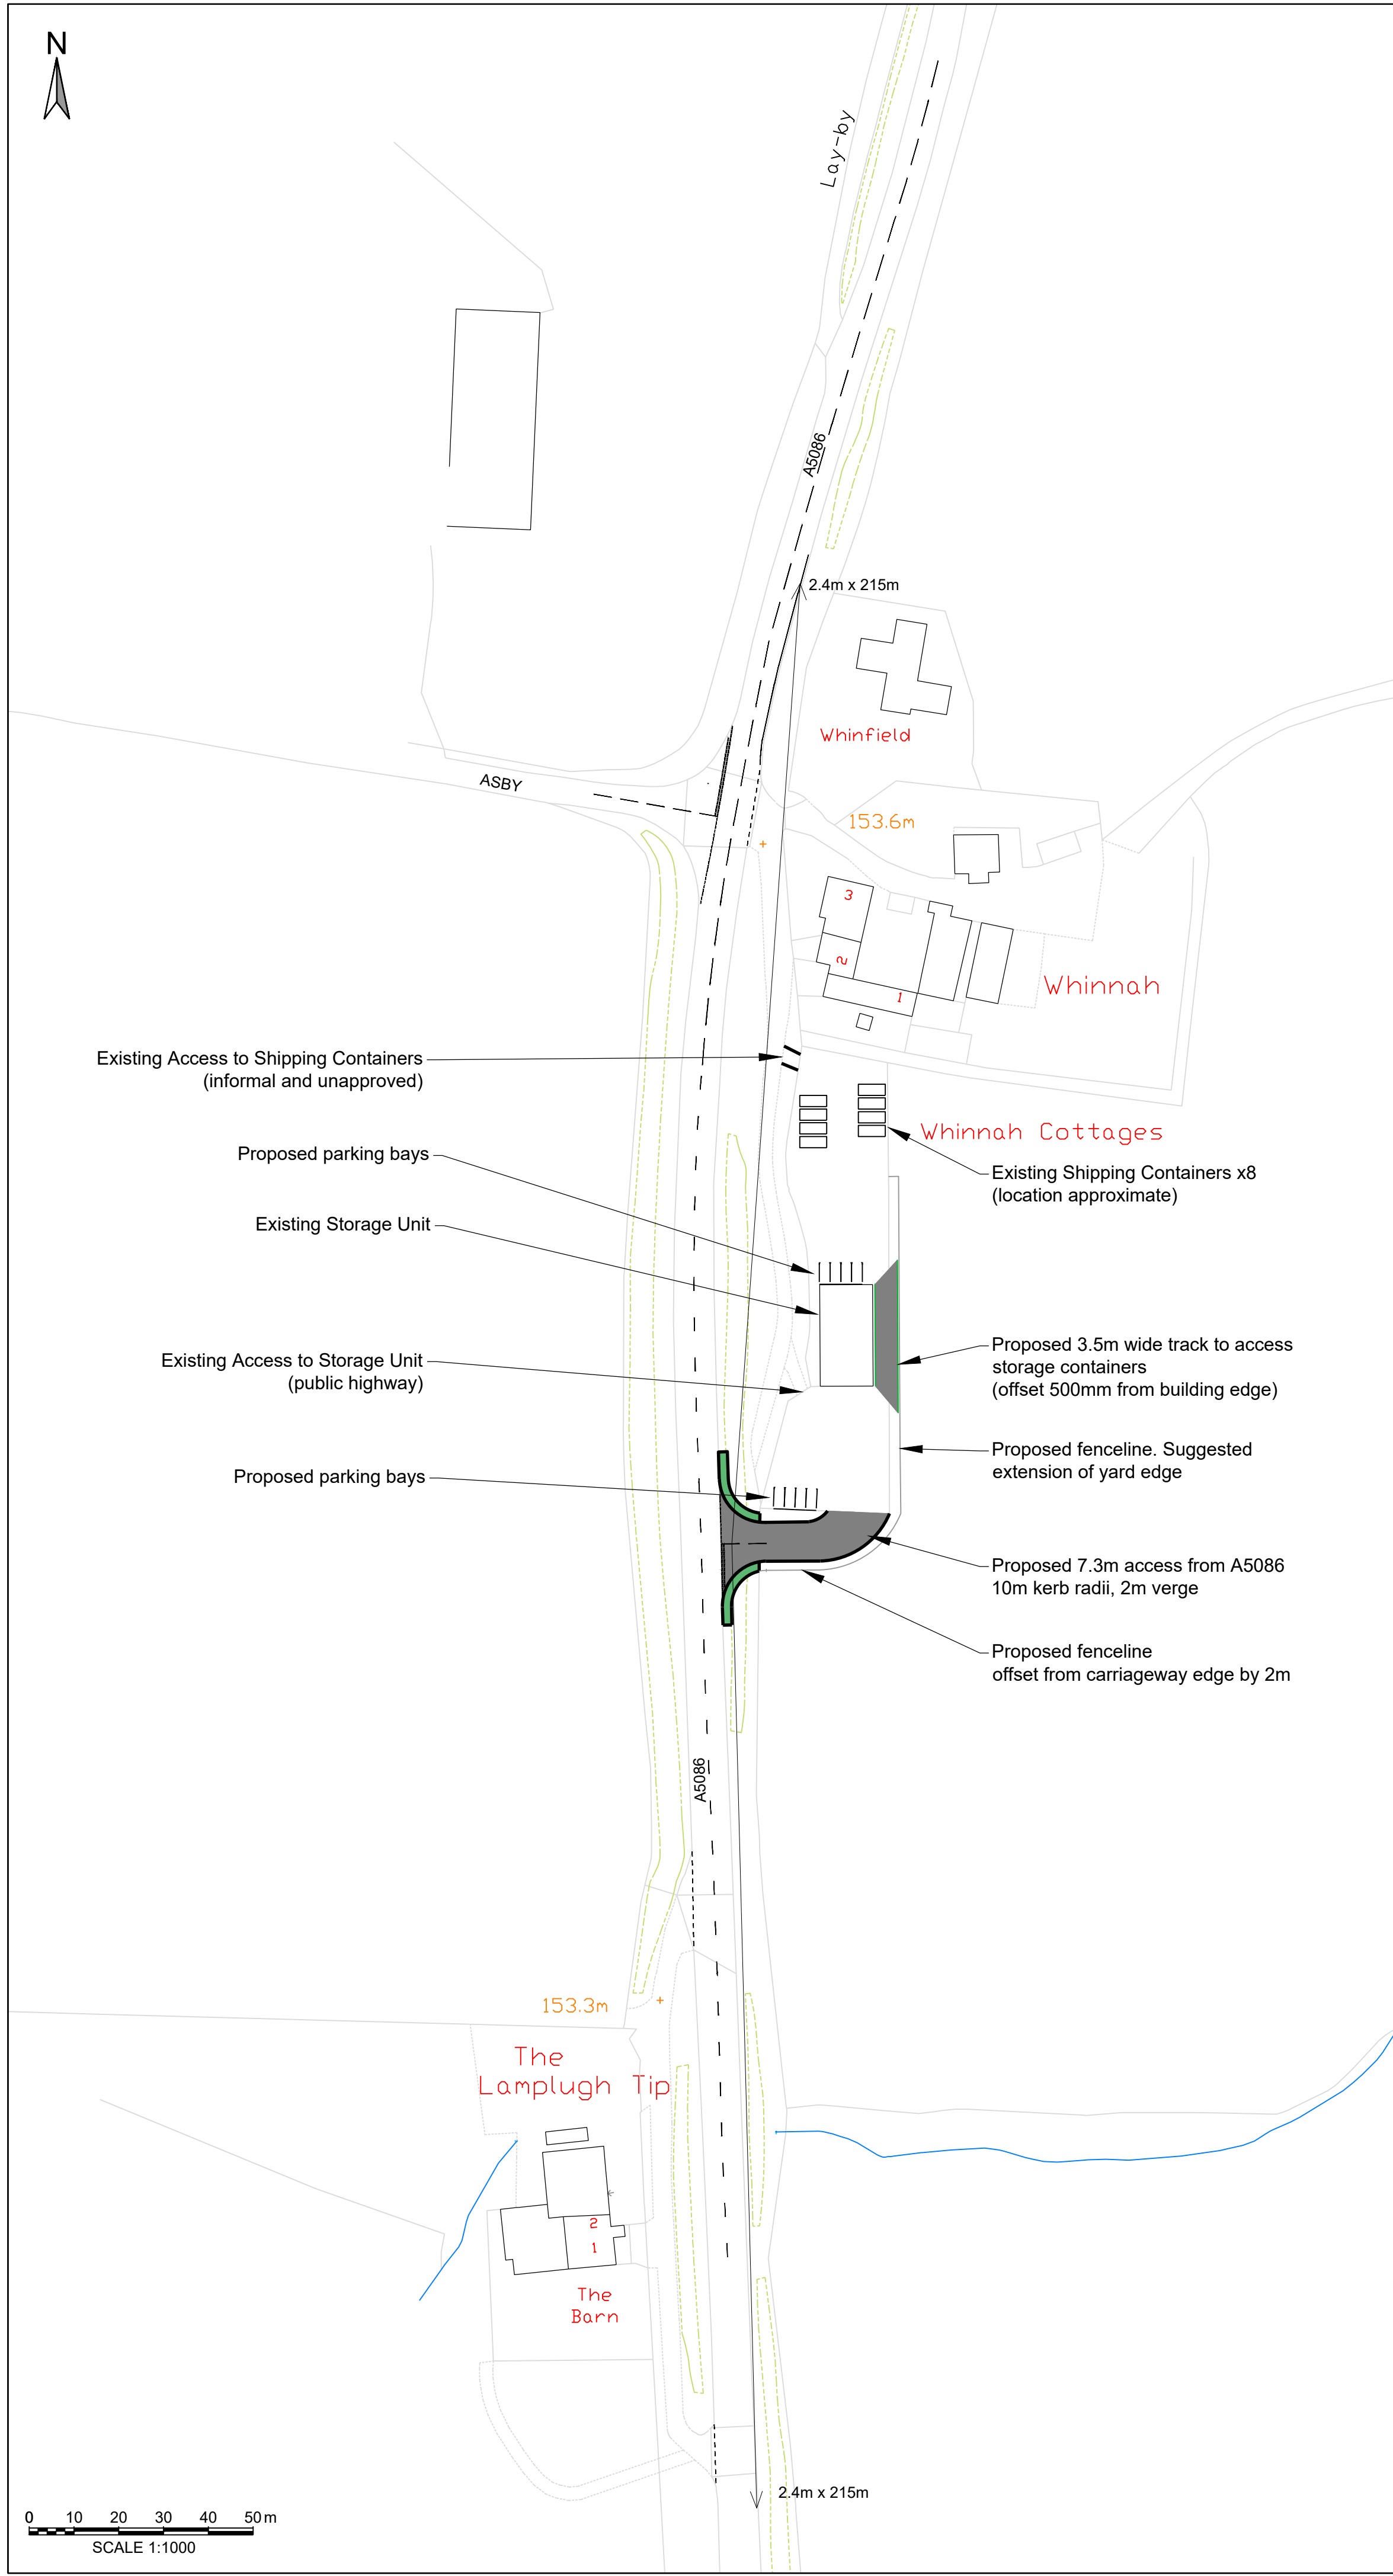 N
Lay-by
A5086
2.4m x 215m
Whinfield
ASBY
153.6m
3
2
1
Whinnah
Existing Access to Shipping Containers
(informal and unapproved)
Whinnah Cottages
Proposed parking bays
Existing Shipping Containers x8
(location approximate)
Existing Storage Unit
Proposed 3.5m wide track to access
storage containers
(offset 500mm from building edge)
Existing Access to Storage Unit
(public highway)
Proposed fenceline. Suggested
extension of yard edge
Proposed parking bays
Proposed 7.3m access from A5086
10m kerb radii, 2m verge
Proposed fenceline
offset from carriageway edge by 2m
A5086
153.3m
The
Lamplugh Tip
2
1
The
Barn
2.4m x 215m
0 10 20 30 40 50m
SCALE 1:1000